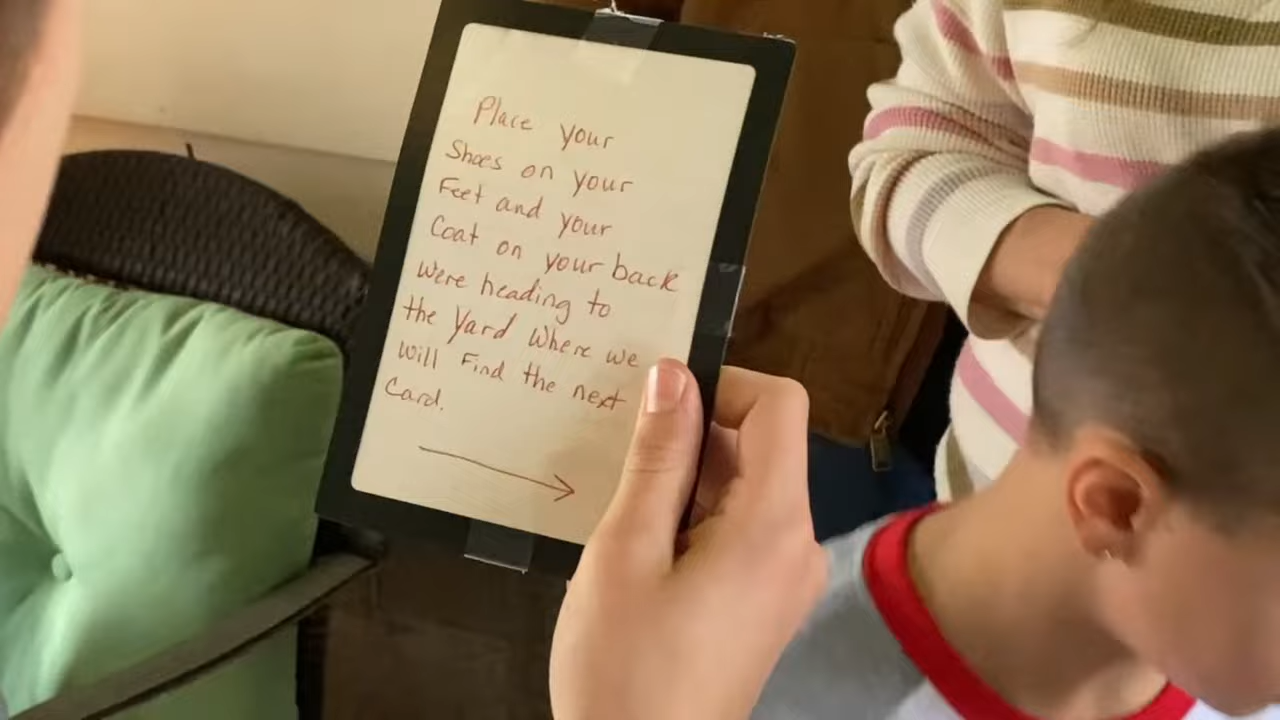 Place your
Shoes on your
Feet and your
Coat on your back
were heading to
the Yard Where we
will Find the next
Card.